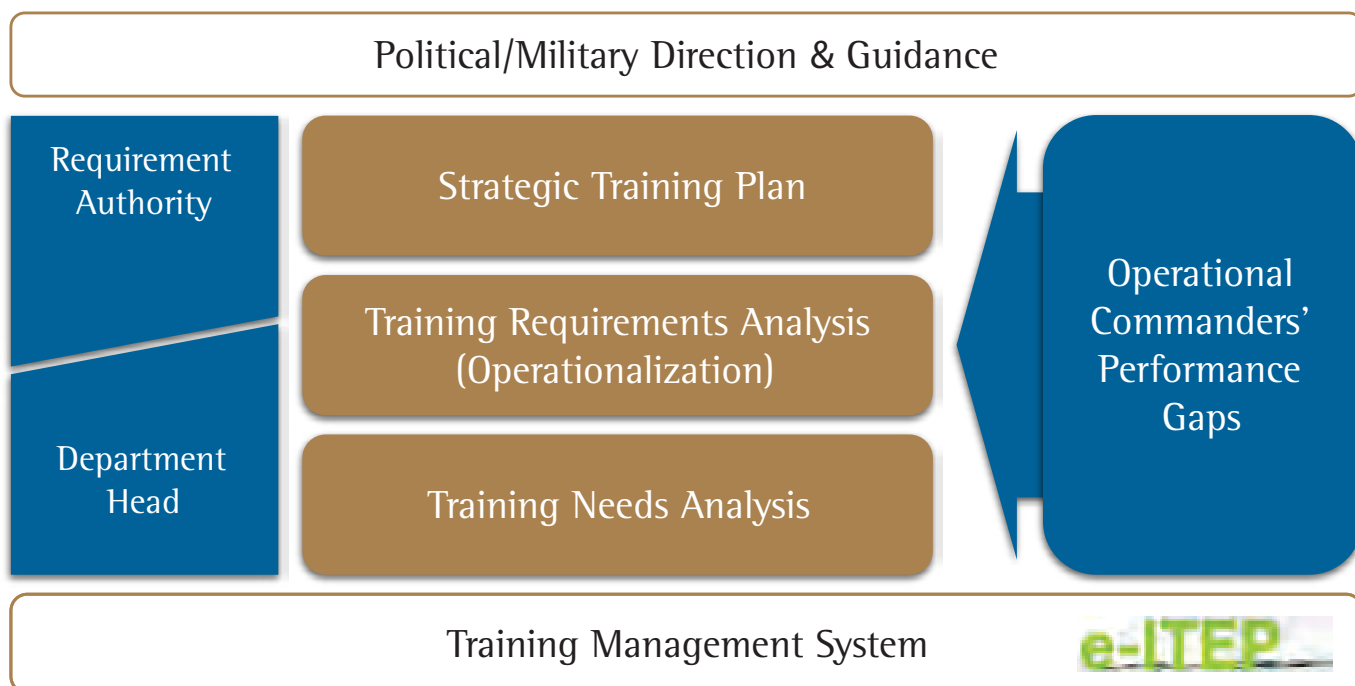 Political/Military Direction & Guidance
Requirement
Authority
Strategic Training Plan
Training Requirements Analysis
(Operationalization)
Operational
Commanders’
Performance
Gaps
Department
Head
Training Needs Analysis
Training Management System
e-ITEP